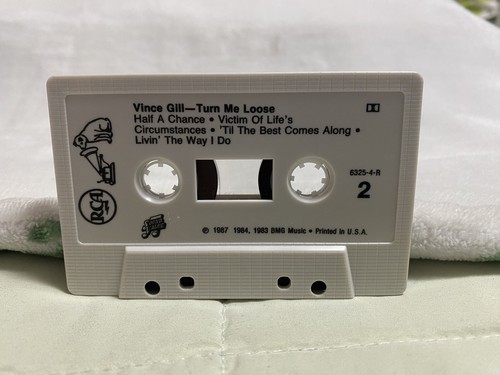 Vince Gill—Turn Me Loose
Half A Chance • Victim Of Life's
Circumstances • 'Til The Best Comes Along •
Livin' The Way I Do
6325-4-R
2
RCA
℗ 1987 1984, 1983 BMG Music • Printed in U.S.A.